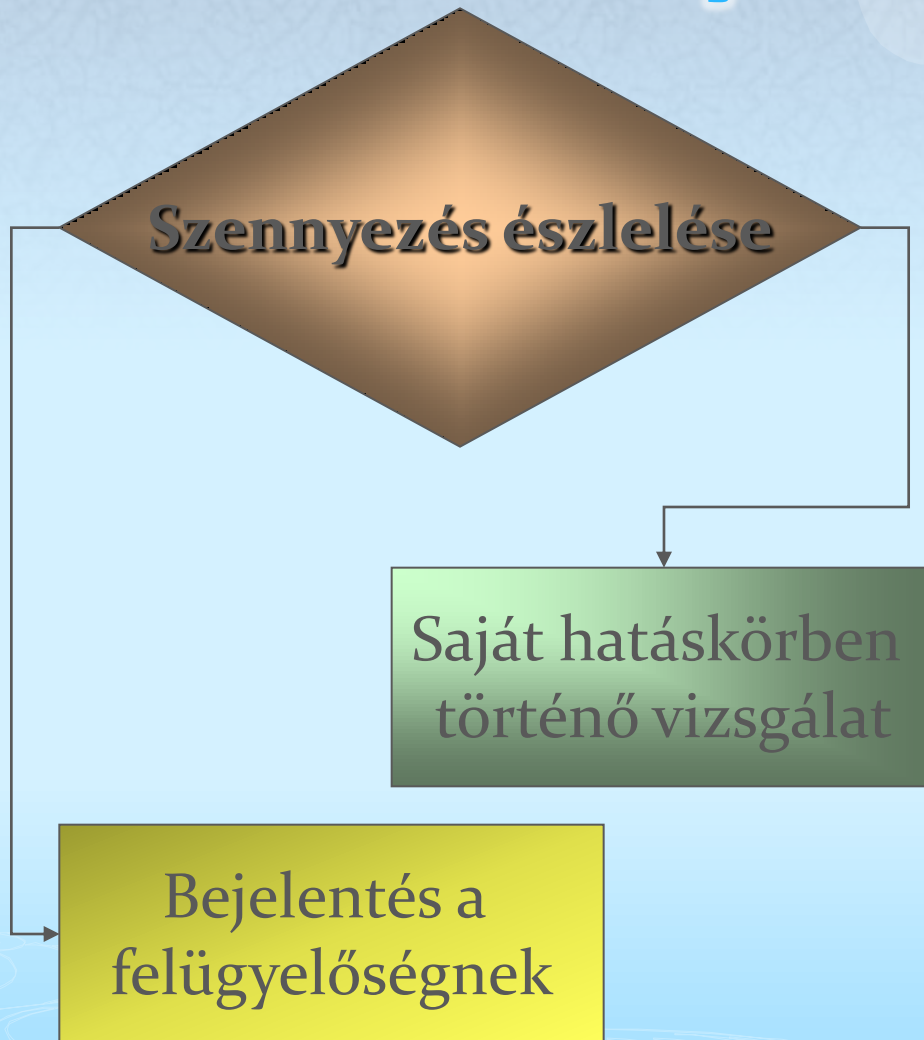 Szennyezés észlelése
Saját hatáskörben
történő vizsgálat
Bejelentés a
felügyelőségnek